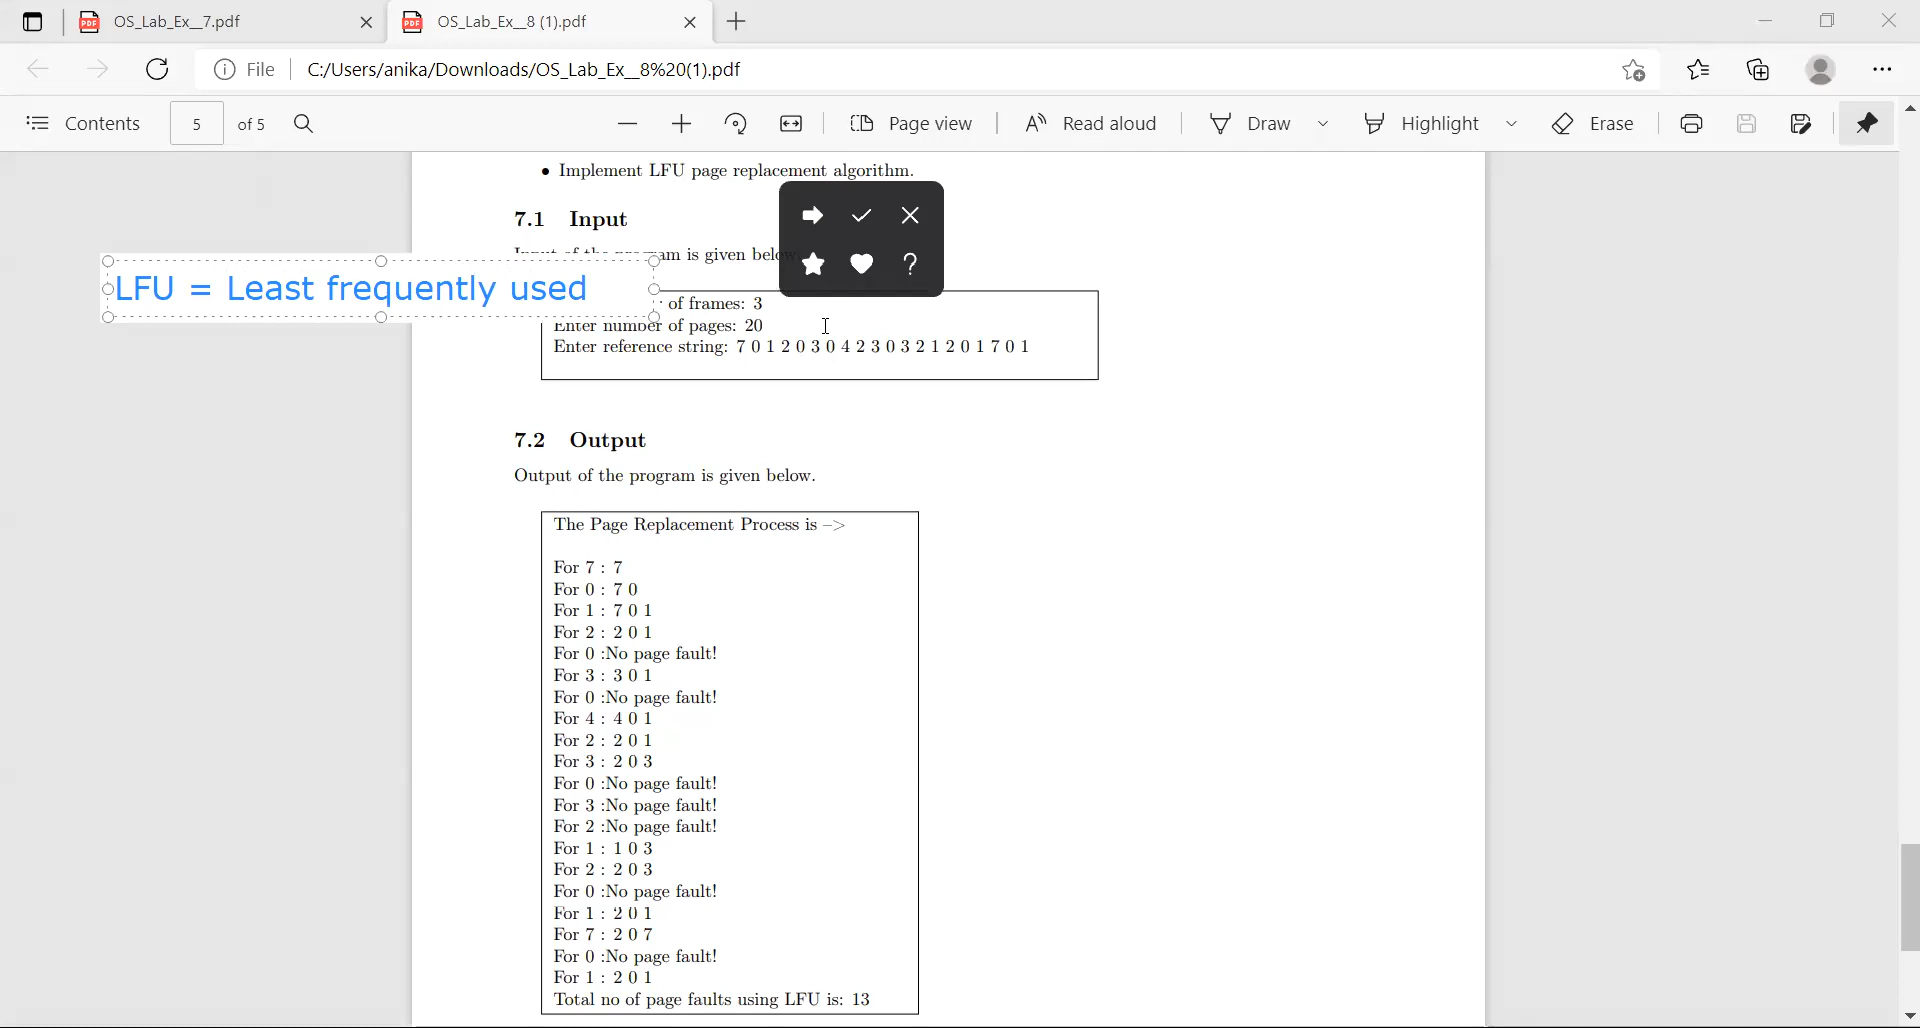 OS_Lab_Ex__7.pdf
OS_Lab_Ex__8 (1).pdf
File
C:/Users/anika/Downloads/OS_Lab_Ex__8%20(1).pdf
Contents
5
of 5
Page view
Read aloud
Draw
Highlight
Erase
• Implement LFU page replacement algorithm.
7.1 Input
am is given below
LFU = Least frequently used
of frames: 3
Enter number of pages: 20
Enter reference string: 7 0 1 2 0 3 0 4 2 3 0 3 2 1 2 0 1 7 0 1
7.2 Output
Output of the program is given below.
The Page Replacement Process is –>
For 7 : 7
For 0 : 7 0
For 1 : 7 0 1
For 2 : 2 0 1
For 0 :No page fault!
For 3 : 3 0 1
For 0 :No page fault!
For 4 : 4 0 1
For 2 : 2 0 1
For 3 : 2 0 3
For 0 :No page fault!
For 3 :No page fault!
For 2 :No page fault!
For 1 : 1 0 3
For 2 : 2 0 3
For 0 :No page fault!
For 1 : 2 0 1
For 7 : 2 0 7
For 0 :No page fault!
For 1 : 2 0 1
Total no of page faults using LFU is: 13